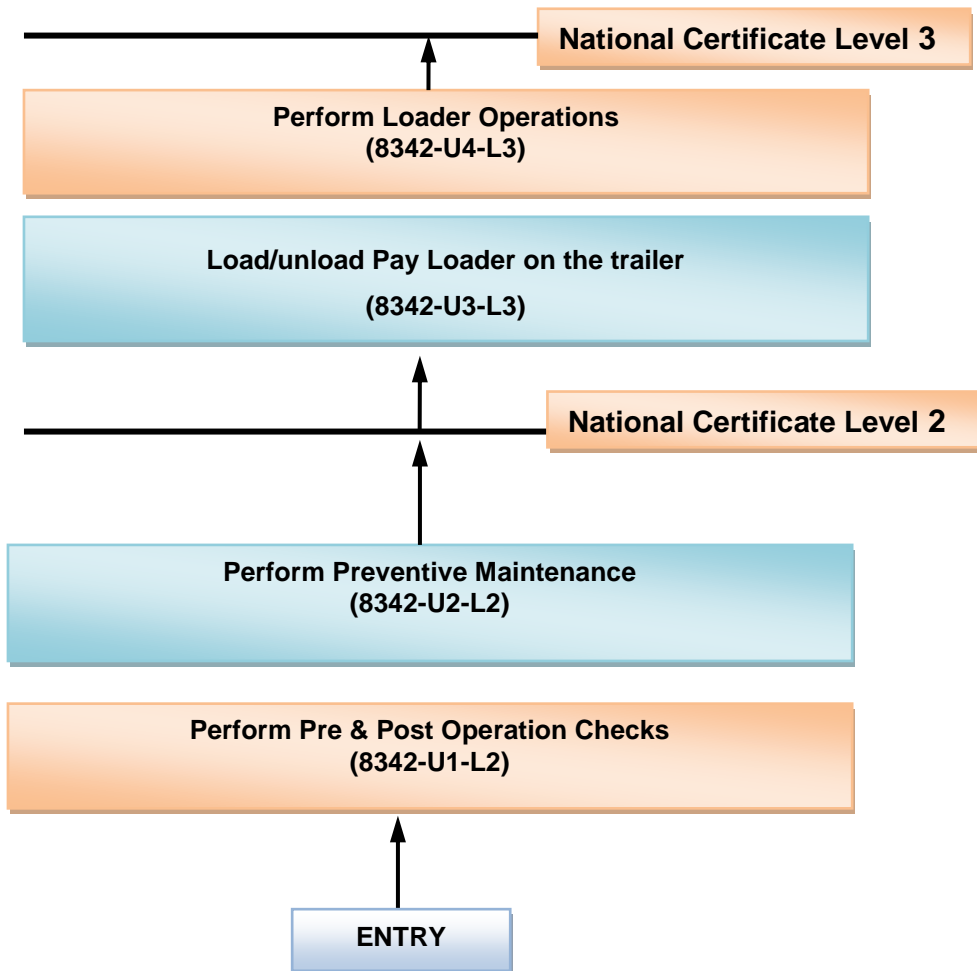 National Certificate Level 3
Perform Loader Operations
(8342-U4-L3)
Load/unload Pay Loader on the trailer
(8342-U3-L3)
National Certificate Level 2
Perform Preventive Maintenance
(8342-U2-L2)
Perform Pre & Post Operation Checks
(8342-U1-L2)
ENTRY